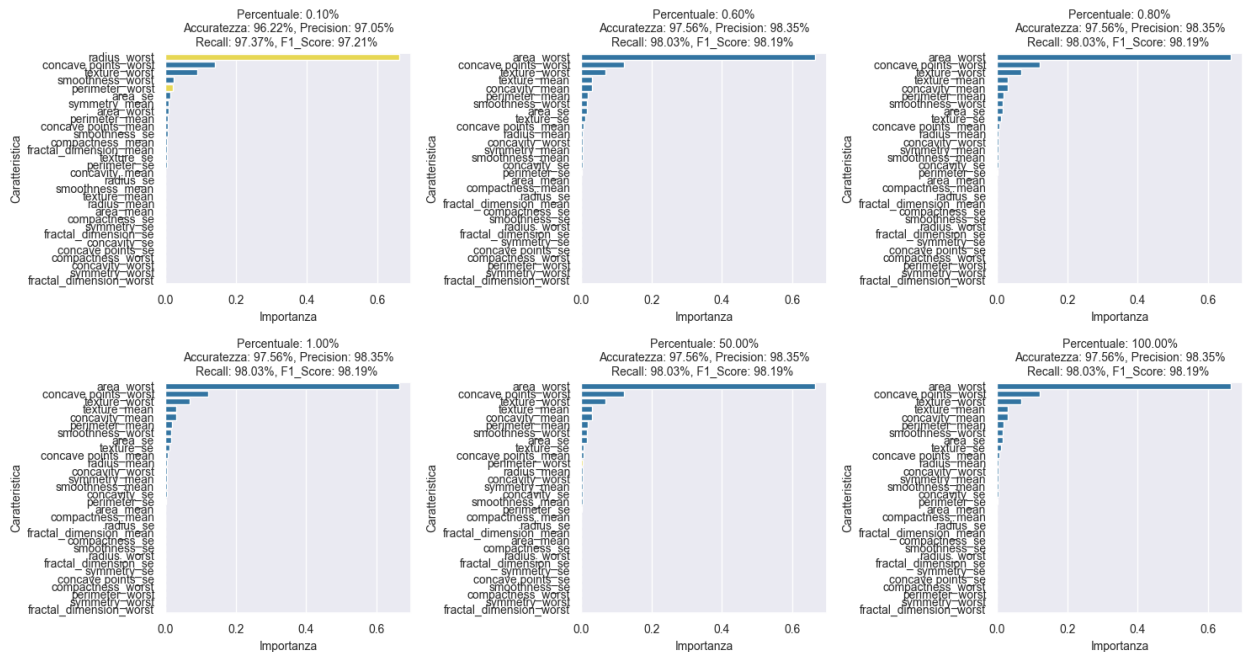 Percentuale: 0.10%
Accuratezza: 96.22%, Precision: 97.05%
Recall: 97.37%, F1_Score: 97.21%
Caratteristica
radius_worst
concave points_worst
texture_worst
smoothness_worst
perimeter_worst
area_se
symmetry_mean
area_worst
perimeter_mean
concave points_mean
smoothness_se
compactness_mean
fractal_dimension_mean
texture_se
perimeter_se
concavity_mean
radius_se
smoothness_mean
texture_mean
radius_mean
area_mean
compactness_se
symmetry_se
fractal_dimension_se
concavity_se
concave points_se
compactness_worst
concavity_worst
symmetry_worst
fractal_dimension_worst
0.0 0.2 0.4 0.6
Importanza
Percentuale: 0.60%
Accuratezza: 97.56%, Precision: 98.35%
Recall: 98.03%, F1_Score: 98.19%
Caratteristica
area_worst
concave points_worst
texture_worst
texture_mean
concavity_mean
perimeter_mean
smoothness_worst
area_se
texture_se
concave points_mean
radius_mean
concavity_worst
symmetry_mean
smoothness_mean
concavity_se
perimeter_se
area_mean
compactness_mean
radius_se
fractal_dimension_mean
compactness_se
smoothness_se
radius_worst
fractal_dimension_se
symmetry_se
concave points_se
compactness_worst
perimeter_worst
symmetry_worst
fractal_dimension_worst
0.0 0.2 0.4 0.6
Importanza
Percentuale: 0.80%
Accuratezza: 97.56%, Precision: 98.35%
Recall: 98.03%, F1_Score: 98.19%
Caratteristica
area_worst
concave points_worst
texture_worst
texture_mean
concavity_mean
perimeter_mean
smoothness_worst
area_se
texture_se
concave points_mean
radius_mean
concavity_worst
symmetry_mean
smoothness_mean
concavity_se
perimeter_se
area_mean
compactness_mean
radius_se
fractal_dimension_mean
compactness_se
smoothness_se
radius_worst
fractal_dimension_se
symmetry_se
concave points_se
compactness_worst
perimeter_worst
symmetry_worst
fractal_dimension_worst
0.0 0.2 0.4 0.6
Importanza
Percentuale: 1.00%
Accuratezza: 97.56%, Precision: 98.35%
Recall: 98.03%, F1_Score: 98.19%
Caratteristica
area_worst
concave points_worst
texture_worst
texture_mean
concavity_mean
perimeter_mean
smoothness_worst
area_se
texture_se
concave points_mean
radius_mean
concavity_worst
symmetry_mean
smoothness_mean
concavity_se
perimeter_se
area_mean
compactness_mean
radius_se
fractal_dimension_mean
compactness_se
smoothness_se
radius_worst
fractal_dimension_se
symmetry_se
concave points_se
compactness_worst
perimeter_worst
symmetry_worst
fractal_dimension_worst
0.0 0.2 0.4 0.6
Importanza
Percentuale: 50.00%
Accuratezza: 97.56%, Precision: 98.35%
Recall: 98.03%, F1_Score: 98.19%
Caratteristica
area_worst
concave points_worst
texture_worst
texture_mean
concavity_mean
perimeter_mean
smoothness_worst
area_se
texture_se
concave points_mean
perimeter_worst
radius_mean
concavity_worst
symmetry_mean
concavity_se
smoothness_mean
perimeter_se
compactness_mean
radius_se
fractal_dimension_mean
area_mean
compactness_se
radius_worst
fractal_dimension_se
symmetry_se
concave points_se
smoothness_se
compactness_worst
symmetry_worst
fractal_dimension_worst
0.0 0.2 0.4 0.6
Importanza
Percentuale: 100.00%
Accuratezza: 97.56%, Precision: 98.35%
Recall: 98.03%, F1_Score: 98.19%
Caratteristica
area_worst
concave points_worst
texture_worst
texture_mean
concavity_mean
perimeter_mean
smoothness_worst
area_se
texture_se
concave points_mean
radius_mean
concavity_worst
symmetry_mean
smoothness_mean
concavity_se
perimeter_se
area_mean
compactness_mean
radius_se
fractal_dimension_mean
compactness_se
smoothness_se
radius_worst
fractal_dimension_se
symmetry_se
concave points_se
compactness_worst
perimeter_worst
symmetry_worst
fractal_dimension_worst
0.0 0.2 0.4 0.6
Importanza